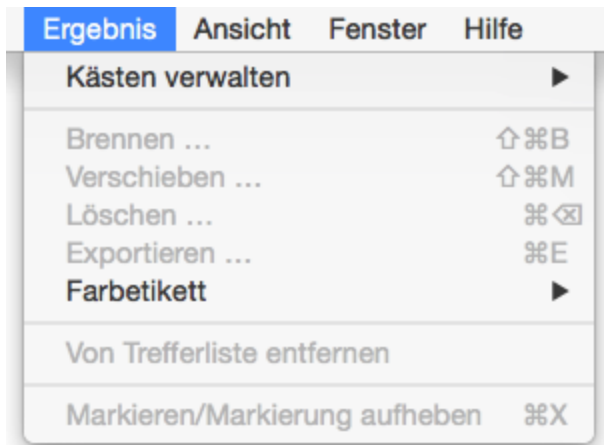 Ergebnis Ansicht Fenster Hilfe
Kästen verwalten ▶
Brennen … ⇧⌘B
Verschieben … ⇧⌘M
Löschen … ⌘⌫
Exportieren … ⌘E
Farbetikett ▶
Von Trefferliste entfernen
Markieren/Markierung aufheben ⌘X